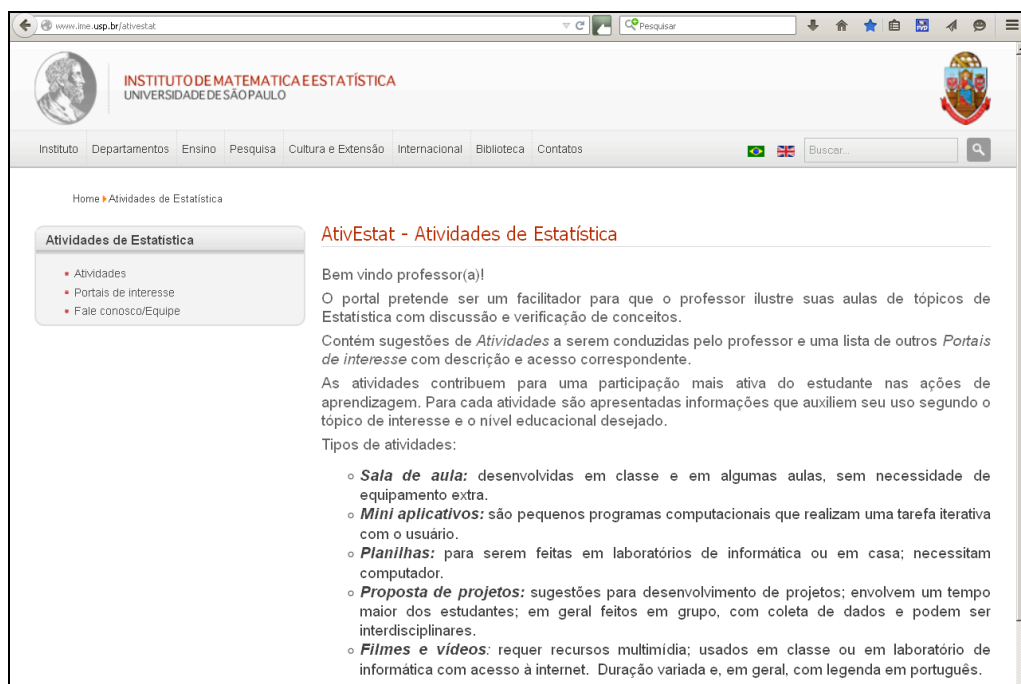 www.ime.usp.br/ativestat
Pesquisar
INSTITUTO DE MATEMATICA E ESTATÍSTICA
UNIVERSIDADE DE SÃO PAULO
Instituto Departamentos Ensino Pesquisa Cultura e Extensão Internacional Biblioteca Contatos Buscar...
Home Atividades de Estatística
Atividades de Estatística
Atividades
Portais de interesse
Fale conosco/Equipe
AtivEstat - Atividades de Estatística
Bem vindo professor(a)!
O portal pretende ser um facilitador para que o professor ilustre suas aulas de tópicos de
Estatística com discussão e verificação de conceitos.
Contém sugestões de Atividades a serem conduzidas pelo professor e uma lista de outros Portais
de interesse com descrição e acesso correspondente.
As atividades contribuem para uma participação mais ativa do estudante nas ações de
aprendizagem. Para cada atividade são apresentadas informações que auxiliem seu uso segundo o
tópico de interesse e o nível educacional desejado.
Tipos de atividades:
Sala de aula: desenvolvidas em classe e em algumas aulas, sem necessidade de
equipamento extra.
Mini aplicativos: são pequenos programas computacionais que realizam uma tarefa iterativa
com o usuário.
Planilhas: para serem feitas em laboratórios de informática ou em casa; necessitam
computador.
Proposta de projetos: sugestões para desenvolvimento de projetos; envolvem um tempo
maior dos estudantes; em geral feitos em grupo, com coleta de dados e podem ser
interdisciplinares.
Filmes e vídeos: requer recursos multimídia; usados em classe ou em laboratório de
informática com acesso à internet. Duração variada e, em geral, com legenda em português.